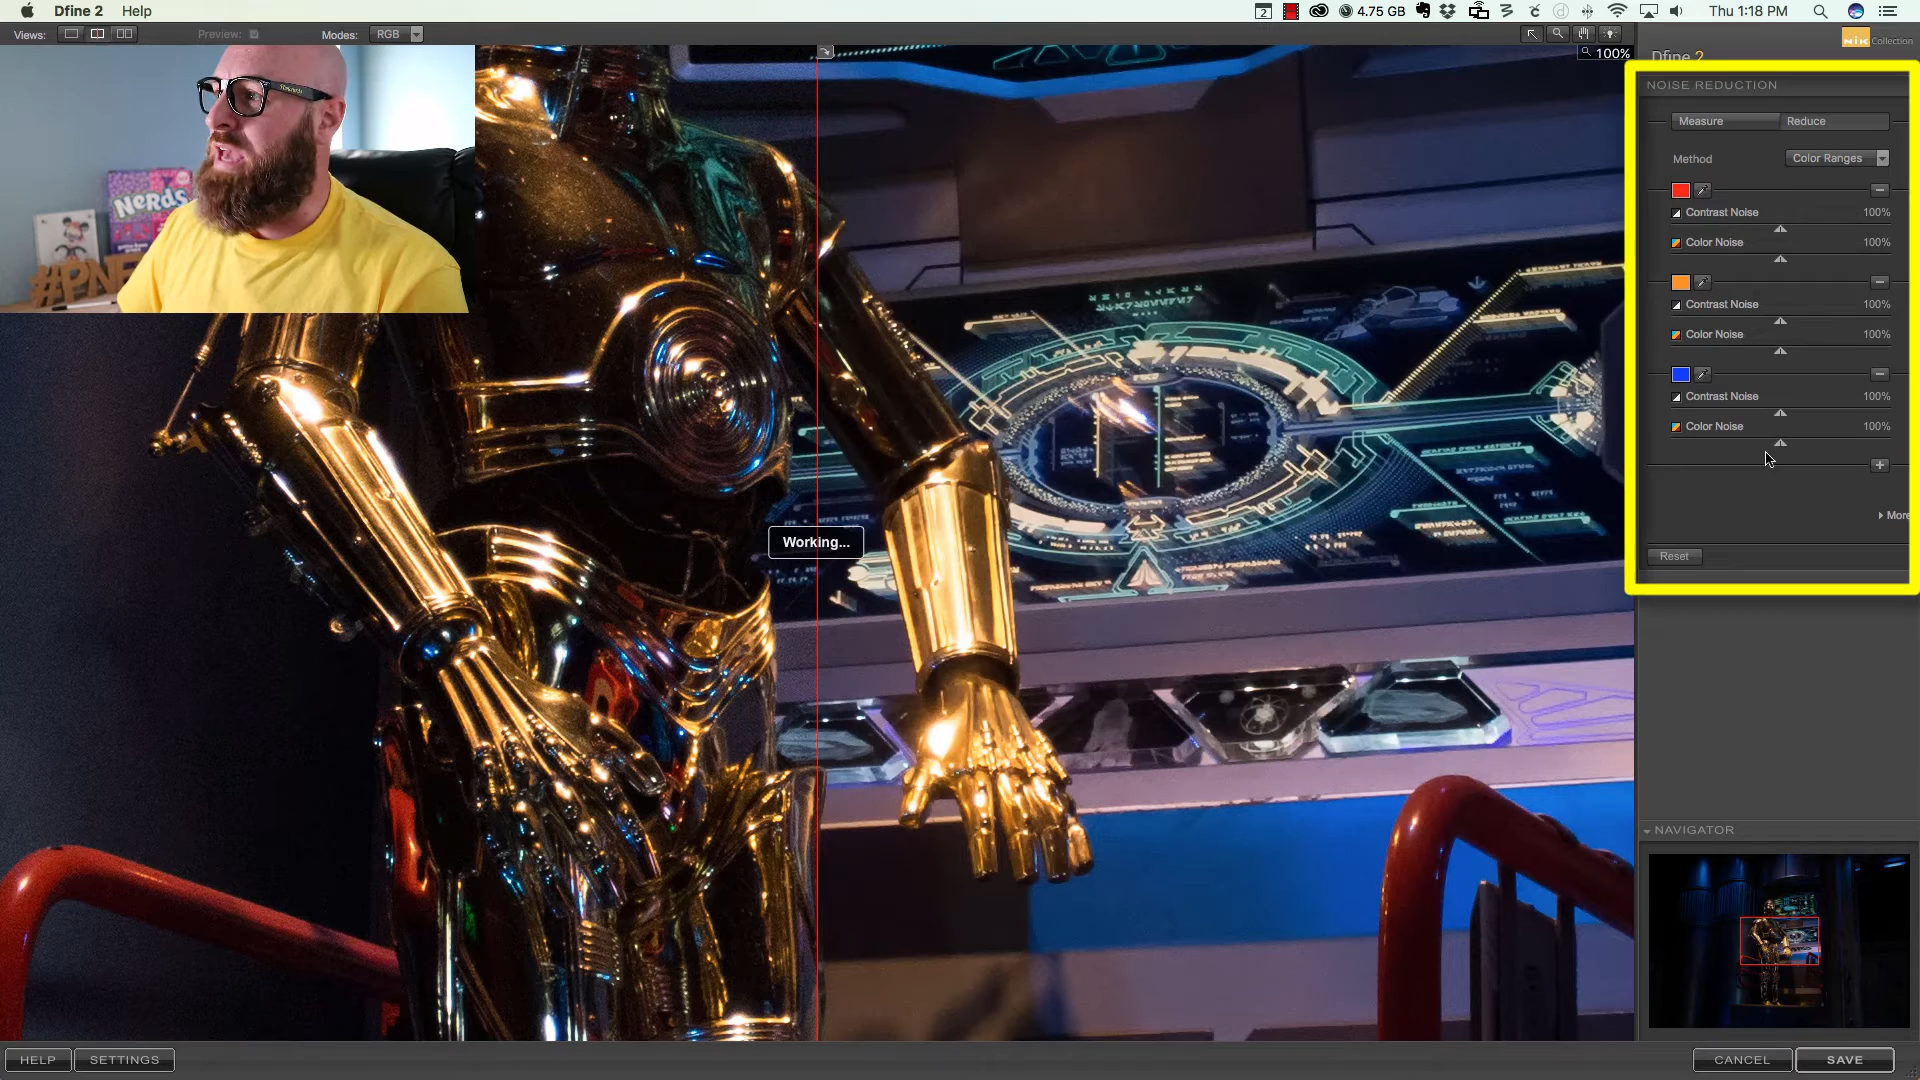 Dfine 2 Help
2 4.75 GB Thu 1:18 PM
Views: Preview: Modes: RGB
Nik Collection
100%
Dfine 2
NOISE REDUCTION
Measure Reduce
Method Color Ranges
Contrast Noise 100%
Color Noise 100%
Contrast Noise 100%
Color Noise 100%
Contrast Noise 100%
Color Noise 100%
More
Reset
Nerds
Working...
NAVIGATOR
HELP SETTINGS CANCEL SAVE